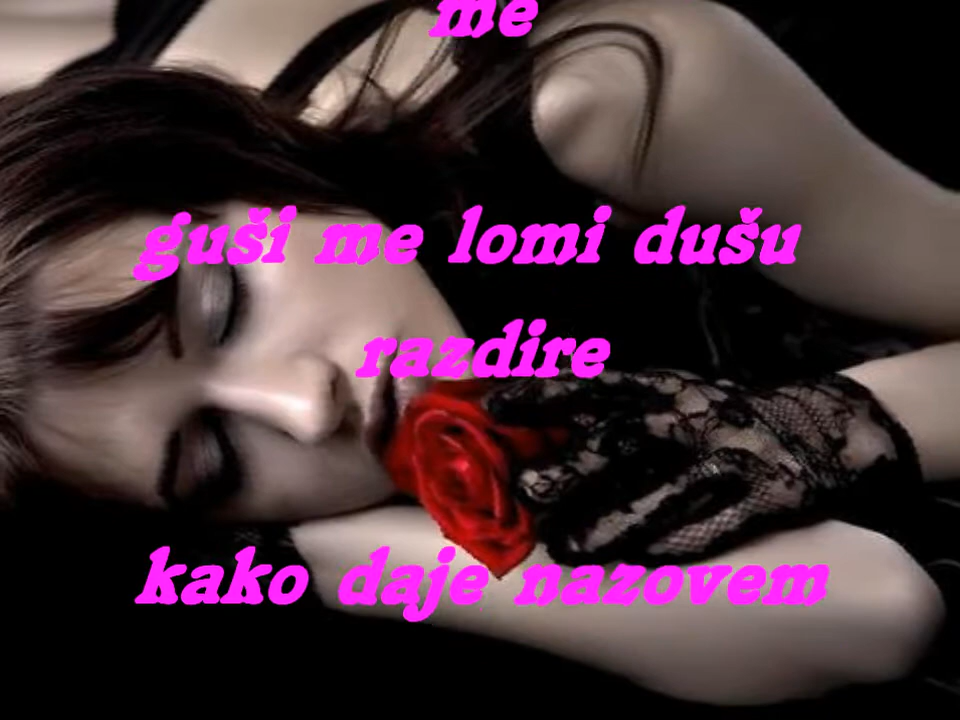 me
guši me lomi dušu
razdire
kako daje nazovem